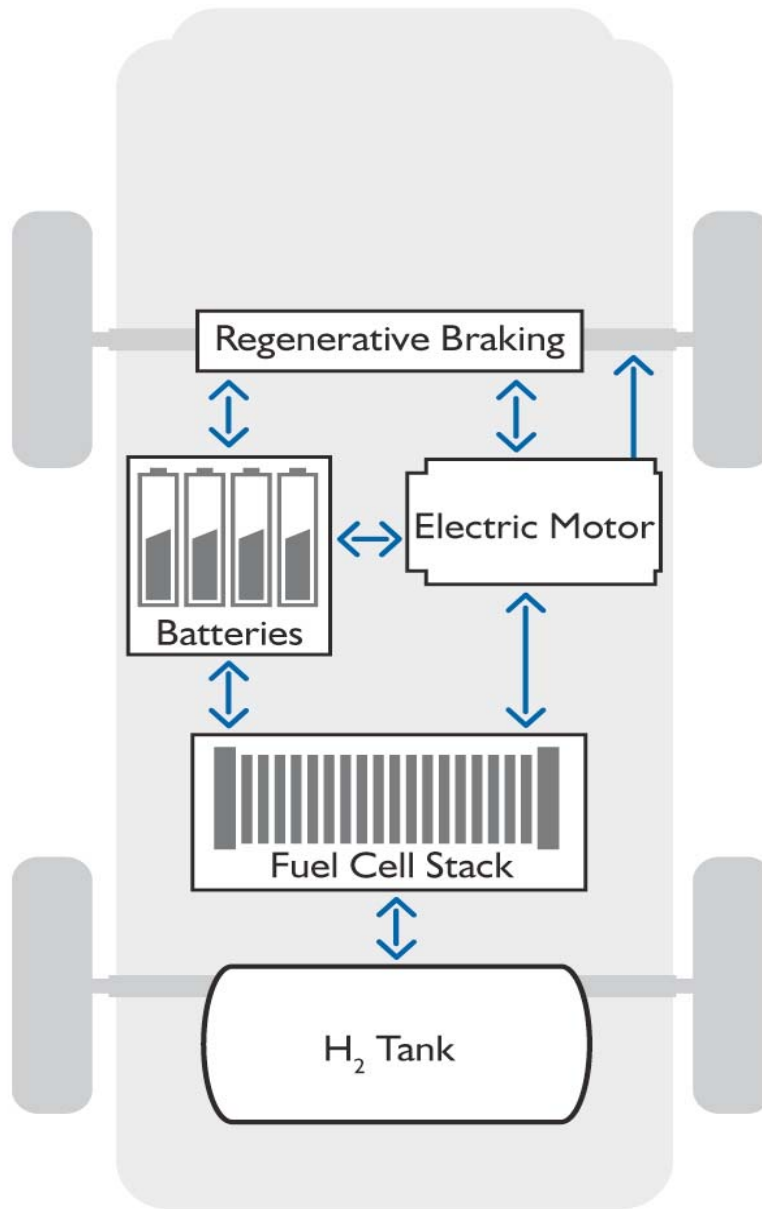 Regenerative Braking
Electric Motor
Batteries
Fuel Cell Stack
H₂ Tank